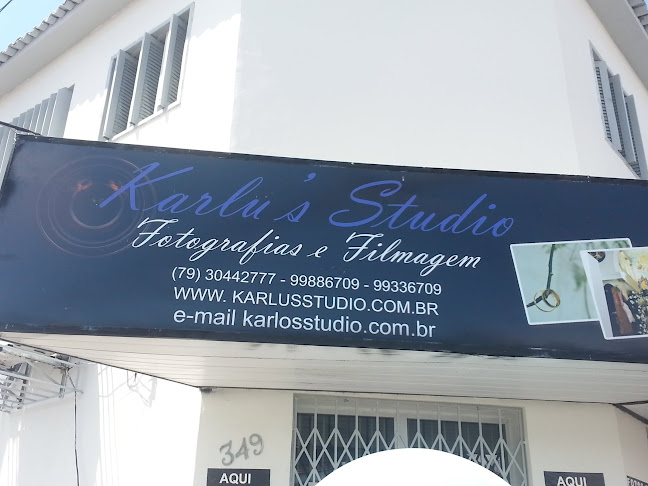 Karlu's Studio
Fotografias e Filmagem
(79) 30442777 - 99886709 - 99336709
WWW. KARLUSSTUDIO.COM.BR
e-mail karlosstudio.com.br
349
AQUI
AQUI